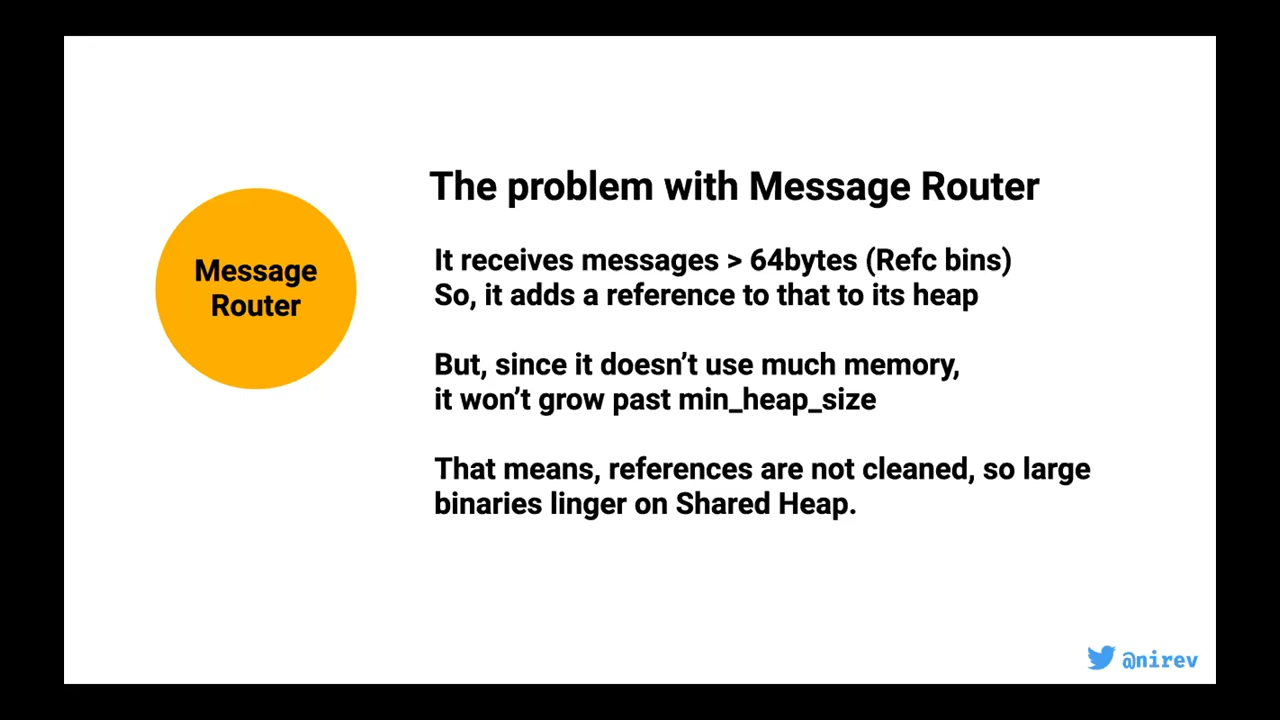 Message
Router
The problem with Message Router
It receives messages > 64bytes (Refc bins)
So, it adds a reference to that to its heap
But, since it doesn’t use much memory,
it won’t grow past min_heap_size
That means, references are not cleaned, so large
binaries linger on Shared Heap.
@nirev